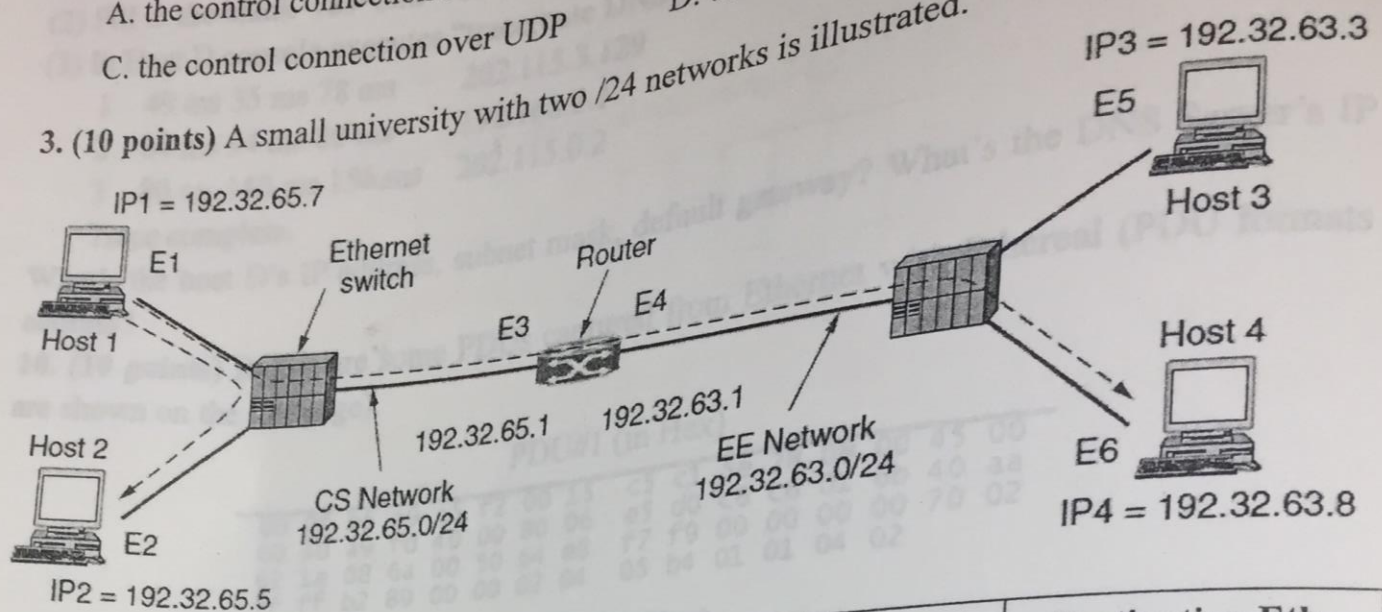 A. the control
C. the control connection over UDP
3. (10 points) A small university with two /24 networks is illustrated.
IP3 = 192.32.63.3
E5
Host 3
IP1 = 192.32.65.7
E1
Host 1
Ethernet
switch
Router
E3
E4
Host 4
192.32.65.1
192.32.63.1
Host 2
CS Network
192.32.65.0/24
EE Network
192.32.63.0/24
E6
IP4 = 192.32.63.8
E2
IP2 = 192.32.65.5